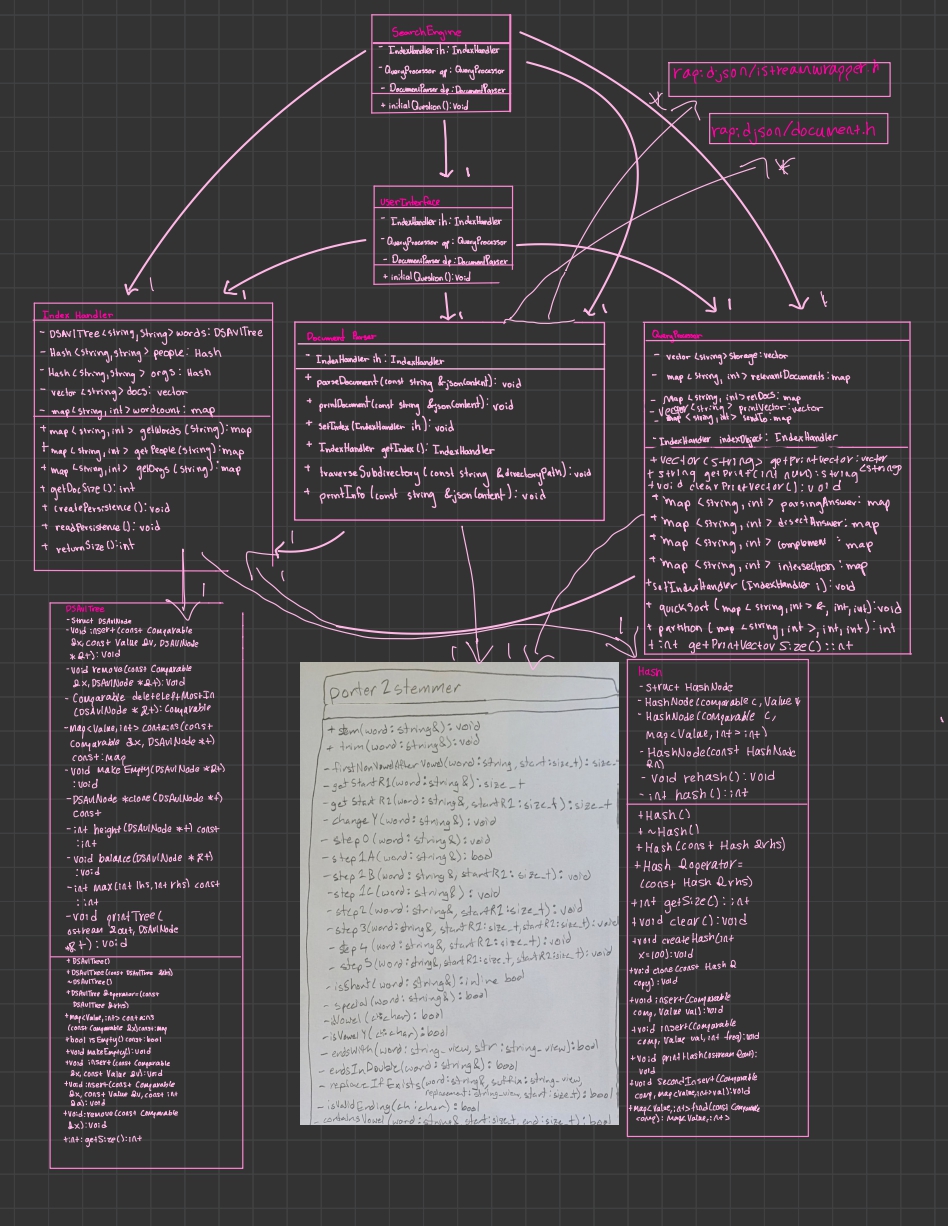 SearchEngine
- IndexHandler ih: IndexHandler
- QueryProcessor qp: QueryProcessor
- DocumentParser dp: DocumentParser
+ initialQuestion(): void
rap:djson/istreamwrapper.h
*
rap:djson/document.h
*
1
UserInterface
- IndexHandler ih: IndexHandler
- QueryProcessor qp: QueryProcessor
- DocumentParser dp: DocumentParser
+ initialQuestion(): void
1
1
1
1
1
1
Index Handler
- DSAVlTree <string, string> words: DSAVlTree
- Hash <string, string> people: Hash
- Hash <string, string> orgs: Hash
- vector <string> docs: vector
- map <string, int> wordcount: map
+ map <string, int> getWords (string): map
+ map <string, int> getPeople (string): map
+ map <string, int> getOrgs (string): map
+ getDocSize(): int
+ createPersistence(): void
+ readPersistence(): void
+ returnSize(): int
Document Parser
- IndexHandler ih: IndexHandler
+ parseDocument(const string &jsonContent): void
+ printDocument(const string &jsonContent): void
+ setIndex (IndexHandler ih): void
+ IndexHandler getIndex(): IndexHandler
+ traverseSubdirectory (const string &directoryPath): void
+ printInfo (const string &jsonContent): void
QueryProcessor
- vector <string> storage: vector
- map <string, int> relevantDocuments: map
- map <string, int> relDocs: map
- vector <string> printVector: vector
- map <string, int> sendTo: map
- IndexHandler indexObject: IndexHandler
+ vector <string> getPrintVector: vector <string>
+ string getPrint (int num): string
+ void clearPrintVector(): void
+ map <string, int> parsingAnswer: map
+ map <string, int> disectAnswer: map
+ map <string, int> complement: map
+ map <string, int> intersection: map
+ setIndexHandler (IndexHandler i): void
+ quickSort (map <string, int> &, int, int): void
+ partition (map <string, int>, int, int): int
+ int getPrintVectorSize(): int
1
1
1
1
1
1
DSAvlTree
- Struct DSAvlNode
- Void insert (const Comparable
&x, const Value &v, DSAvlNode
*&t): Void
- Void remove (const Comparable
&x, DSAvlNode *&t): Void
- Comparable deleteLeftMostIn
(DSAvlNode *&t): Comparable
- Map<Value, int> contains (const
Comparable &x, DSAvlNode *t)
const: map
- Void makeEmpty (DSAvlNode *&t)
: Void
- DSAvlNode *clone (DSAvlNode *t)
Const
- int height (DSAvlNode *t) const
: int
- void balance (DSAvlNode *&t)
: Void
- int max (int lhs, int rhs) const
: int
- void printTree (
ostream &out, DSAvlNode
*&t): Void
+ DSAvlTree()
+ DSAvlTree (const DSAvlTree &rhs)
~DSAvlTree()
+ DSAvlTree &operator= (const
DSAvlTree &rhs)
+ map<Value, int> contains
(const Comparable &x) const: map
+ bool isEmpty() const: bool
+ void makeEmpty(): Void
+ void insert (const Comparable
&x, const Value &v): Void
+ void insert (const Comparable
&x, const Value &v, const int
&a): Void
+ Void: remove (const Comparable
&x): Void
+ int: getSize(): int
porter2stemmer
+ stem(word: string&): void
+ trim(word: string&): void
- firstNonVowelAfterVowel(word: string, start: size_t): size_
- getStartR1(word: string&): size_t
- getStartR2(word: string&, startR1: size_t): size_t
- changeY(word: string&): void
- step0(word: string&): void
- step1A(word: string&): bool
- step1B(word: string&, startR1: size_t): void
- step1C(word: string&): void
- step2(word: string&, startR1: size_t): void
- step3(word: string&, startR1: size_t, startR2: size_t): void
- step4(word: string&, startR2: size_t): void
- step5(word: string&, startR1: size_t, startR2: size_t): void
- isShort(word: string&): inline bool
- special(word: string&): bool
- isVowel(ch: char): bool
- isVowelY(ch: char): bool
- endsWith(word: string_view, str: string_view): bool
- endsInDouble(word: string&): bool
- replaceIfExists(word: string&, suffix: string_view,
replacement: string_view, start: size_t): bool
- isValidEnding(ch: char): bool
- containsVowel(word: string&, start: size_t, end: size_t): bool
Hash
- Struct HashNode
- HashNode (comparable c, Value v
- HashNode (comparable c,
map<Value, int> int)
- HashNode (const HashNode
&n)
- Void rehash(): Void
- int hash(): int
+ Hash()
+ ~Hash()
+ Hash (const Hash &rhs)
+ Hash &operator=
(const Hash &rhs)
+ int getSize(): int
+ void clear(): void
+ void createHash (int
x=100): void
+ void clone (const Hash &
copy): Void
+ void insert (Comparable
comp, Value val): void
+ void insert (Comparable
comp, Value val, int freq): void
+ void printHash (ostream &out):
Void
+ void SecondInsert (Comparable
comp, map<Value, int> val): void
+ map<Value, int> find (const Comparable
comp): map<Value, int>